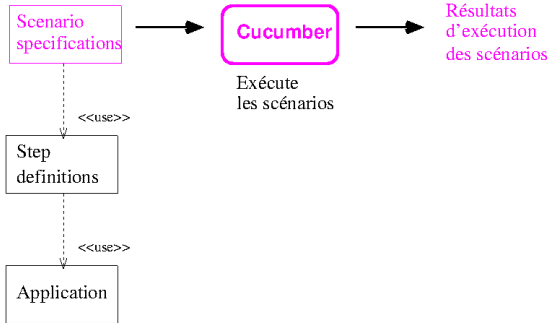 Scenario
specifications
Cucumber
Exécute
les scénarios
Résultats
d'exécution
des scénarios
<<use>>
Step
definitions
<<use>>
Application